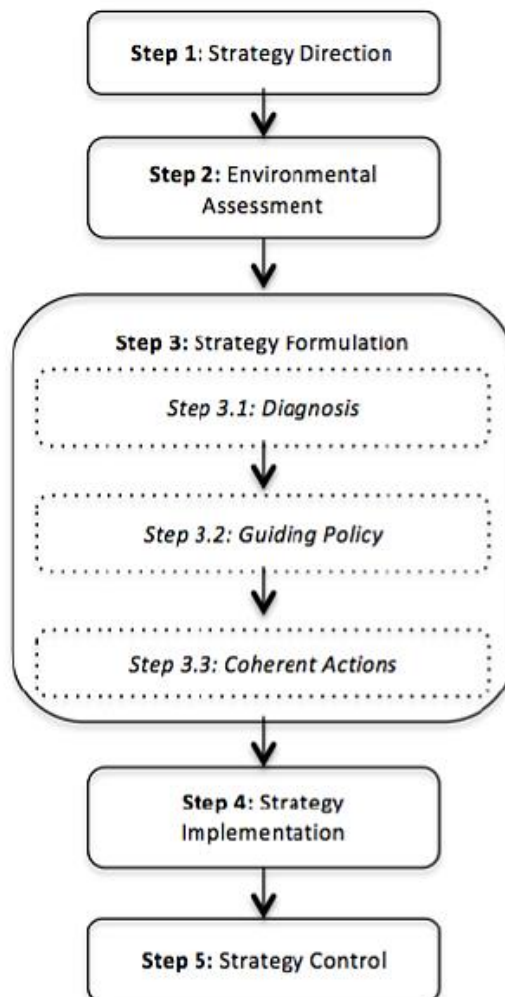 Step 1: Strategy Direction
Step 2: Environmental
Assessment
Step 3: Strategy Formulation
Step 3.1: Diagnosis
Step 3.2: Guiding Policy
Step 3.3: Coherent Actions
Step 4: Strategy
Implementation
Step 5: Strategy Control